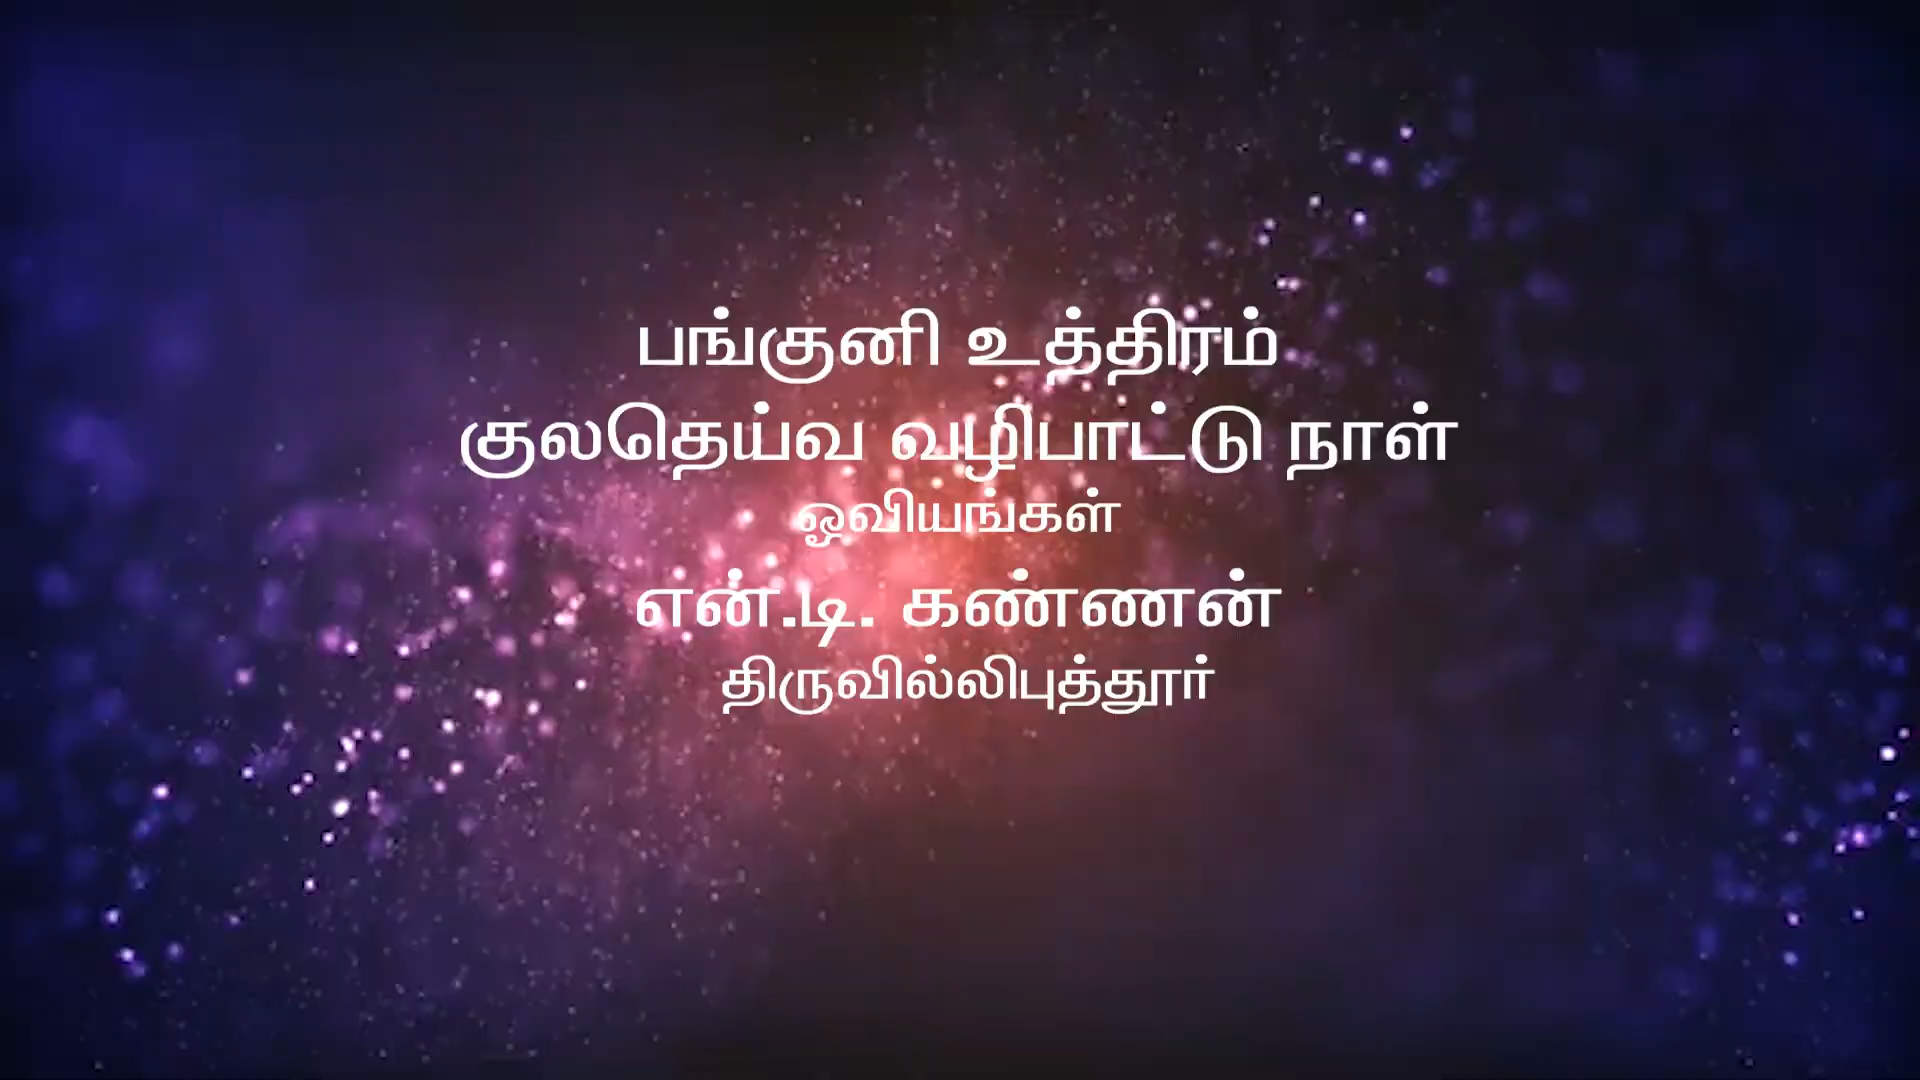 பங்குனி உத்திரம்
குலதெய்வ வழிபாட்டு நாள்
ஓவியங்கள்
என்.டி. கண்ணன்
திருவில்லிபுத்தூர்